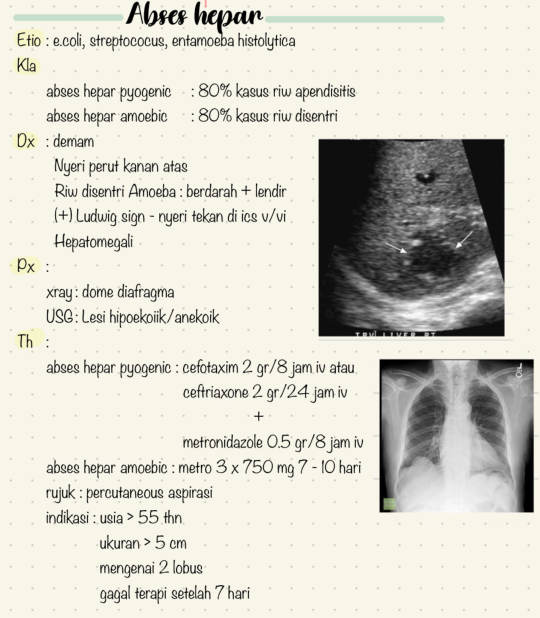 Abses hepar
Etio : e.coli, streptococus, entamoeba histolytica
Kla
abses hepar pyogenic : 80% kasus riw apendisitis
abses hepar amoebic : 80% kasus riw disentri
Dx : demam
Nyeri perut kanan atas
Riw disentri Amoeba : berdarah + lendir
(+) Ludwig sign - nyeri tekan di ics v/vi
Hepatomegali
Px :
xray : dome diafragma
USG : Lesi hipoekoiik/anekoik
TRV LIVER RT
Th :
abses hepar pyogenic : cefotaxim 2 gr/8 jam iv atau
ceftriaxone 2 gr/24 jam iv
+
metronidazole 0.5 gr/8 jam iv
abses hepar amoebic : metro 3 x 750 mg 7 - 10 hari
rujuk : percutaneous aspirasi
indikasi : usia > 55 thn
ukuran > 5 cm
mengenai 2 lobus
gagal terapi setelah 7 hari